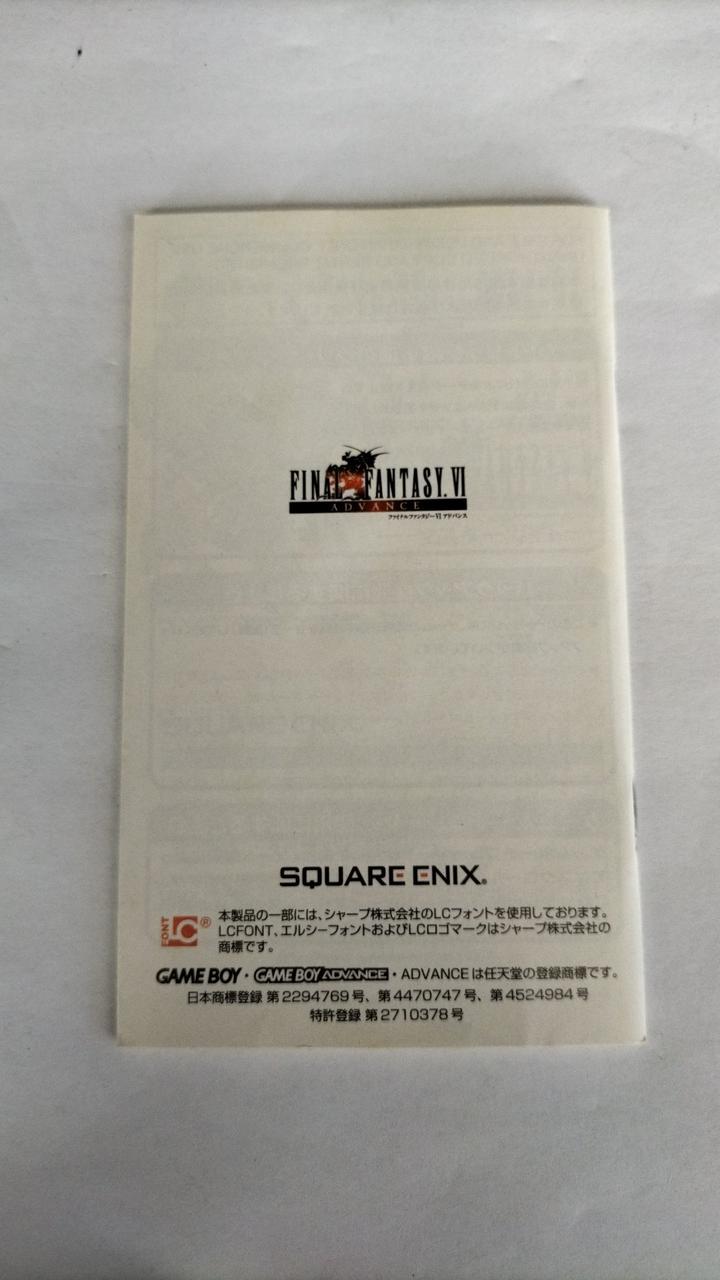 FINAL FANTASY. VI
ADVANCE
ファイナルファンタジーVI アドバンス
SQUARE ENIX®
FONT LC® 本製品の一部には、シャープ株式会社のLCフォントを使用しております。
LCFONT、エルシーフォントおよびLCロゴマークはシャープ株式会社の
商標です。
GAME BOY・GAME BOY ADVANCE・ADVANCEは任天堂の登録商標です。
日本商標登録 第2294769号、第4470747号、第4524984号
特許登録 第2710378号